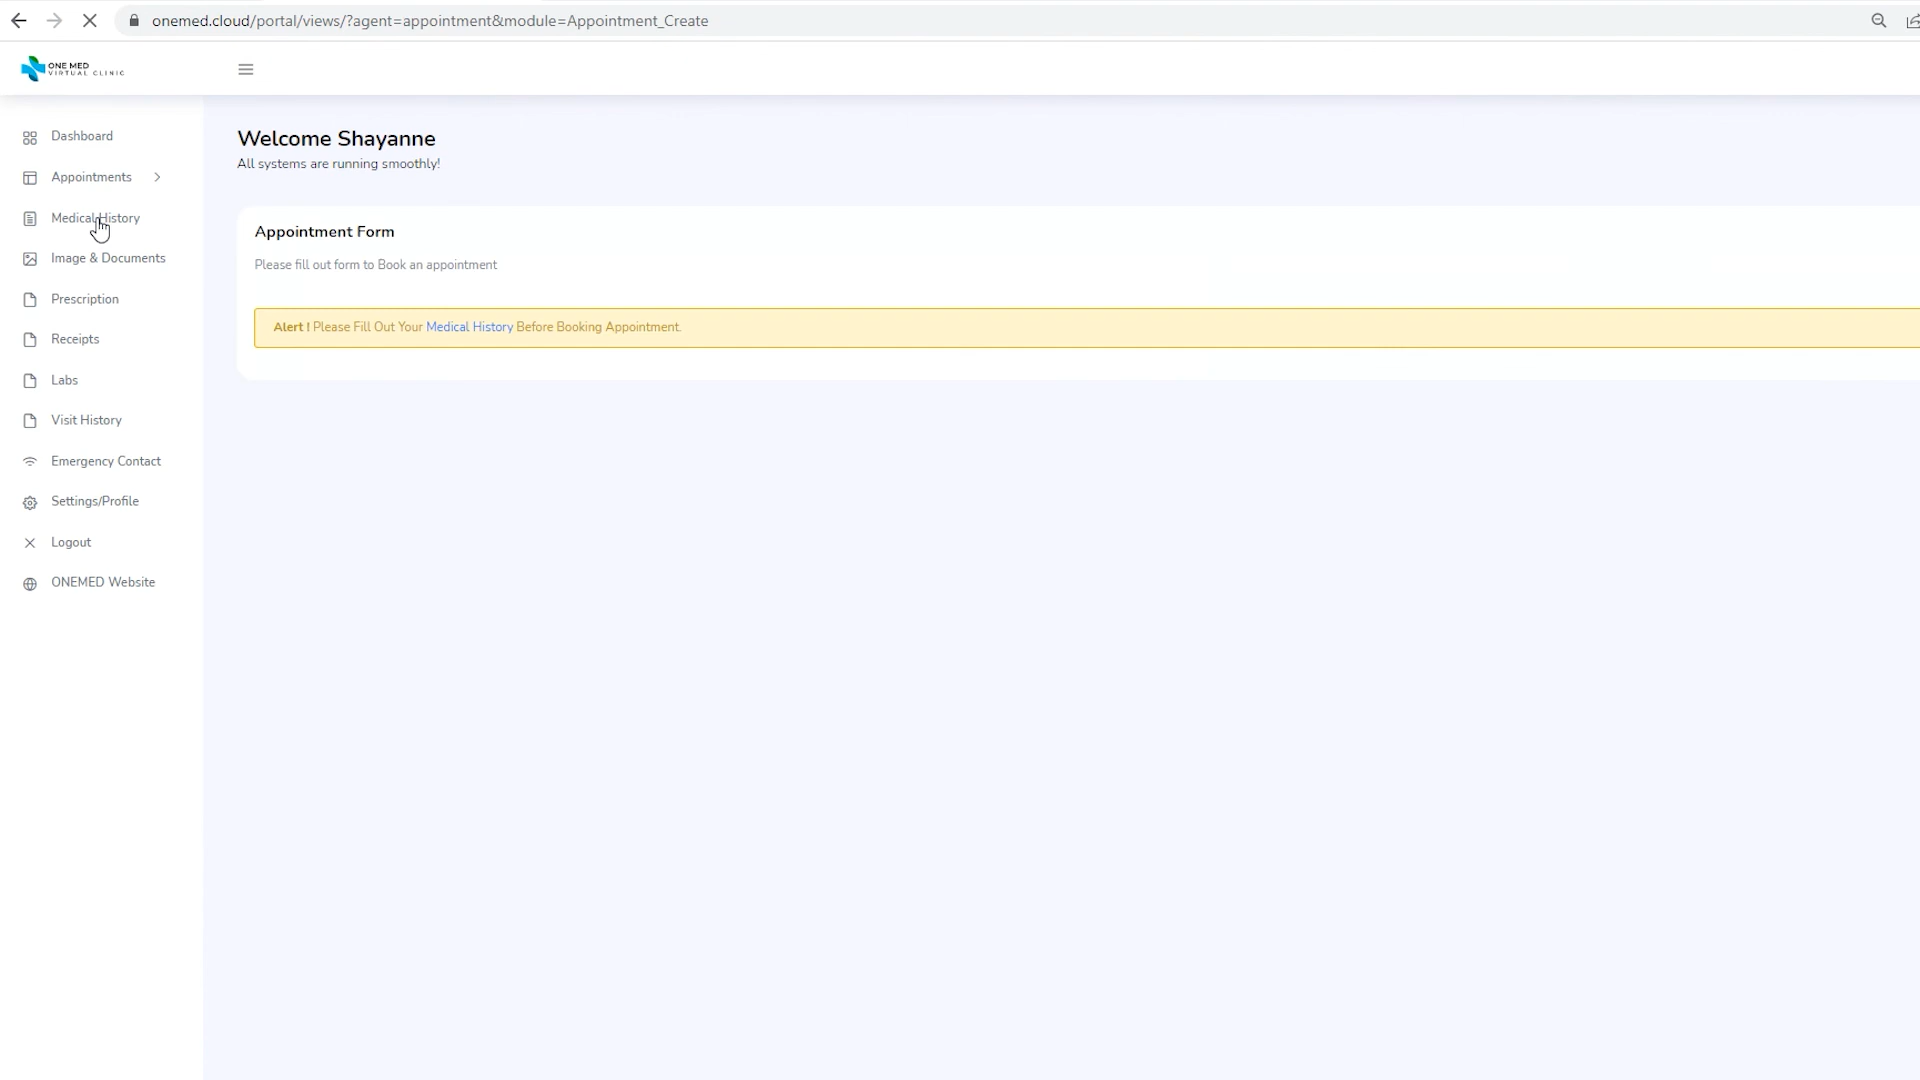 onemed.cloud/portal/views/?agent=appointment&module=Appointment_Create
ONE MED
VIRTUAL CLINIC
Dashboard
Appointments
Medical History
Image & Documents
Prescription
Receipts
Labs
Visit History
Emergency Contact
Settings/Profile
Logout
ONEMED Website
Welcome Shayanne
All systems are running smoothly!
Appointment Form
Please fill out form to Book an appointment
Alert ! Please Fill Out Your Medical History Before Booking Appointment.